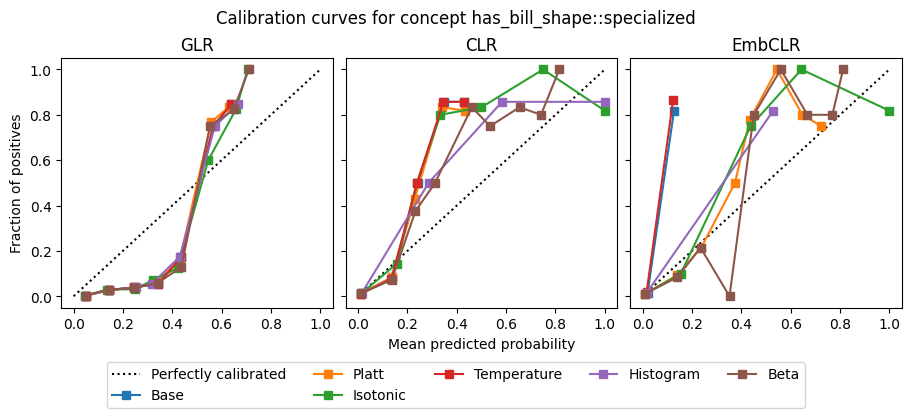 Calibration curves for concept has_bill_shape::specialized
GLR
CLR
EmbCLR
Fraction of positives
1.0
0.8
0.6
0.4
0.2
0.0
0.0 0.2 0.4 0.6 0.8 1.0
0.0 0.2 0.4 0.6 0.8 1.0
0.0 0.2 0.4 0.6 0.8 1.0
Mean predicted probability
Perfectly calibrated
Base
Platt
Isotonic
Temperature
Histogram
Beta